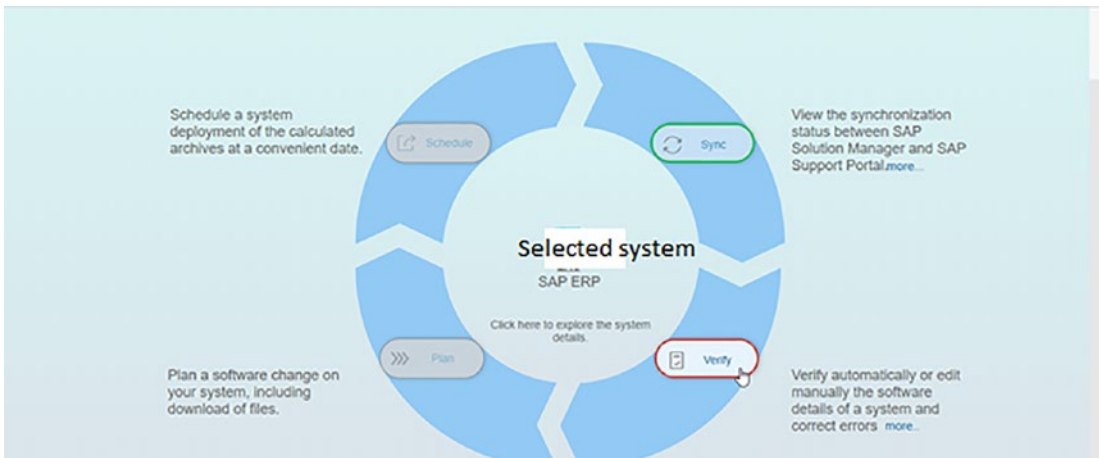 Schedule a system
deployment of the calculated
archives at a convenient date.
Schedule
Sync
View the synchronization
status between SAP
Solution Manager and SAP
Support Portal.more...
Selected system
SAP ERP
Click here to explore the system
details.
Plan
Verify
Plan a software change on
your system, including
download of files.
Verify automatically or edit
manually the software
details of a system and
correct errors more..